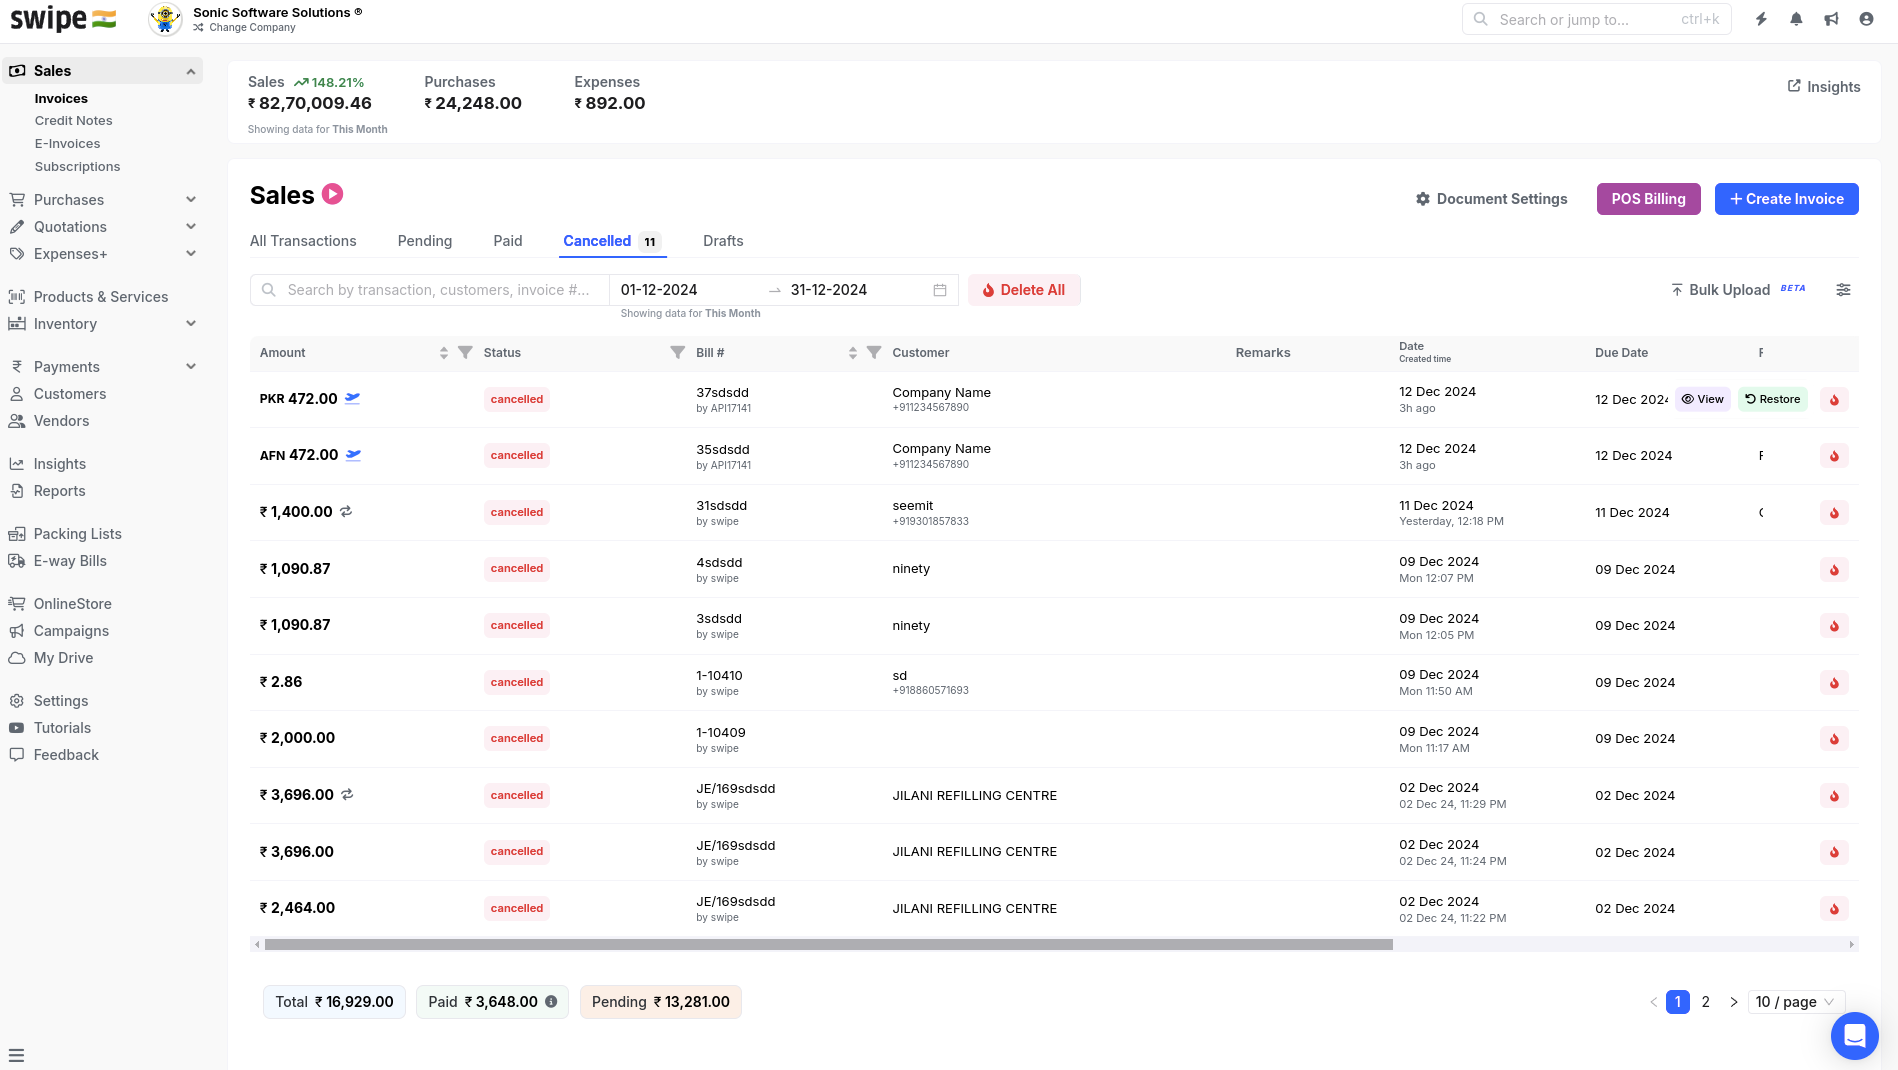 swipe
Sonic Software Solutions ®
Change Company
Search or jump to...
ctrl+k
Sales
Invoices
Credit Notes
E-Invoices
Subscriptions
Purchases
Quotations
Expenses+
Products & Services
Inventory
Payments
Customers
Vendors
Insights
Reports
Packing Lists
E-way Bills
OnlineStore
Campaigns
My Drive
Settings
Tutorials
Feedback
Sales 148.21%
₹ 82,70,009.46
Purchases
₹ 24,248.00
Expenses
₹ 892.00
Showing data for This Month
Insights
Sales
Document Settings
POS Billing
+ Create Invoice
All Transactions
Pending
Paid
Cancelled 11
Drafts
Search by transaction, customers, invoice #...
01-12-2024 → 31-12-2024
Showing data for This Month
Delete All
Bulk Upload BETA
Amount Status Bill # Customer Remarks Date Due Date
Created time
PKR 472.00 cancelled 37sdsdd Company Name 12 Dec 2024 12 Dec 2024 View Restore
by API17141 +911234567890 3h ago
AFN 472.00 cancelled 35sdsdd Company Name 12 Dec 2024 12 Dec 2024
by API17141 +911234567890 3h ago
₹ 1,400.00 cancelled 31sdsdd seemit 11 Dec 2024 11 Dec 2024
by swipe +919301857833 Yesterday, 12:18 PM
₹ 1,090.87 cancelled 4sdsdd ninety 09 Dec 2024 09 Dec 2024
by swipe Mon 12:07 PM
₹ 1,090.87 cancelled 3sdsdd ninety 09 Dec 2024 09 Dec 2024
by swipe Mon 12:05 PM
₹ 2.86 cancelled 1-10410 sd 09 Dec 2024 09 Dec 2024
by swipe +918860571693 Mon 11:50 AM
₹ 2,000.00 cancelled 1-10409 09 Dec 2024 09 Dec 2024
by swipe Mon 11:17 AM
₹ 3,696.00 cancelled JE/169sdsdd JILANI REFILLING CENTRE 02 Dec 2024 02 Dec 2024
by swipe 02 Dec 24, 11:29 PM
₹ 3,696.00 cancelled JE/169sdsdd JILANI REFILLING CENTRE 02 Dec 2024 02 Dec 2024
by swipe 02 Dec 24, 11:24 PM
₹ 2,464.00 cancelled JE/169sdsdd JILANI REFILLING CENTRE 02 Dec 2024 02 Dec 2024
by swipe 02 Dec 24, 11:22 PM
Total ₹ 16,929.00
Paid ₹ 3,648.00
Pending ₹ 13,281.00
< 1 2 > 10 / page